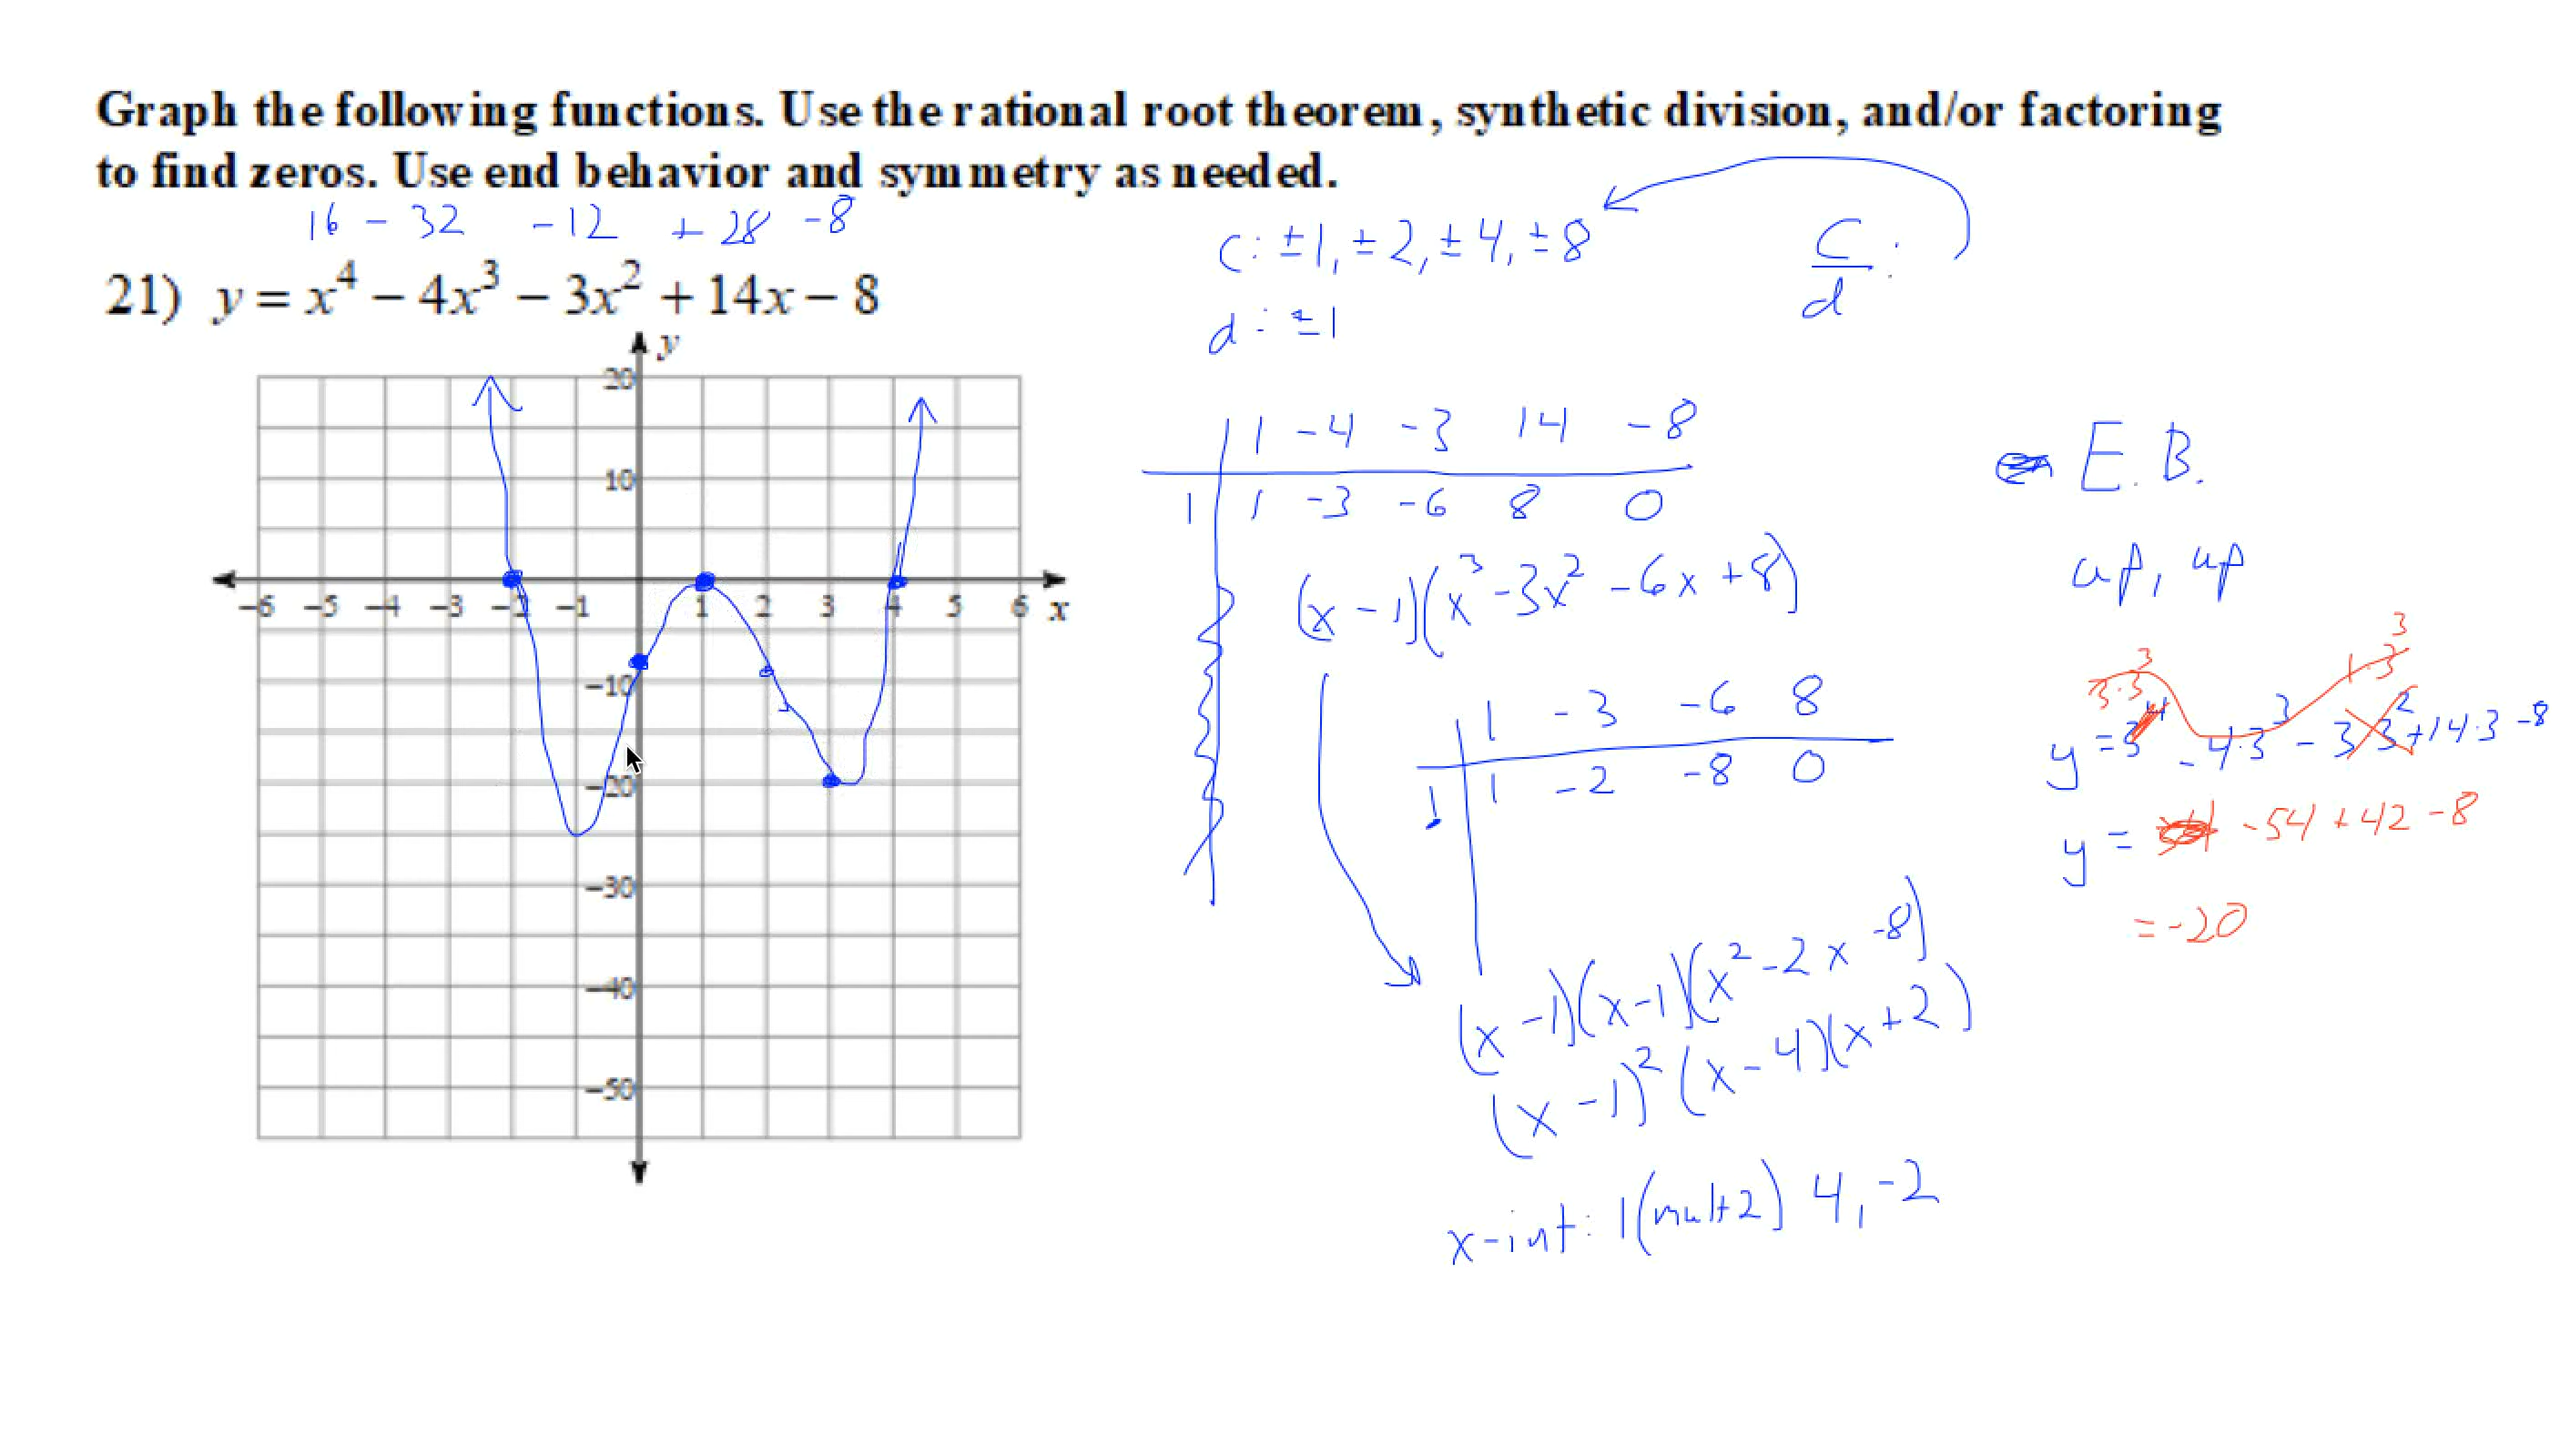 Graph the following functions. Use the rational root theorem, synthetic division, and/or factoring
to find zeros. Use end behavior and symmetry as needed.
16 - 32 - 12 + 28 - 8
21) y = x⁴ − 4x³ − 3x² + 14x − 8
y
20
10
-6 -5 -4 -3 -2 -1 1 2 3 4 5 6 x
-10
-20
-30
-40
-50
c: ±1, ±2, ±4, ±8
d: ±1
c/d:
1 -4 -3 14 -8
1 1 -3 -6 8 0
(x - 1)(x³ - 3x² - 6x + 8)
1 -3 -6 8
1 1 -2 -8 0
(x - 1)(x - 1)(x² - 2x - 8)
(x - 1)²(x - 4)(x + 2)
x-int: 1(mult 2) 4, -2
E. B.
up, up
3·3³ 1·3³
y = 3⁴ - 4·3³ - 3·3² + 14·3 - 8
y = -54 + 42 - 8
= -20